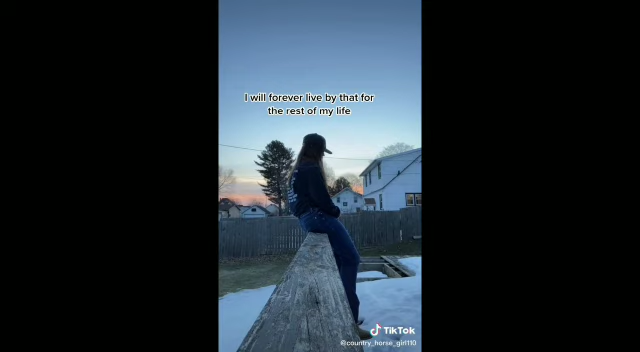 I will forever live by that for
the rest of my life
TikTok
@country_horse_girl110